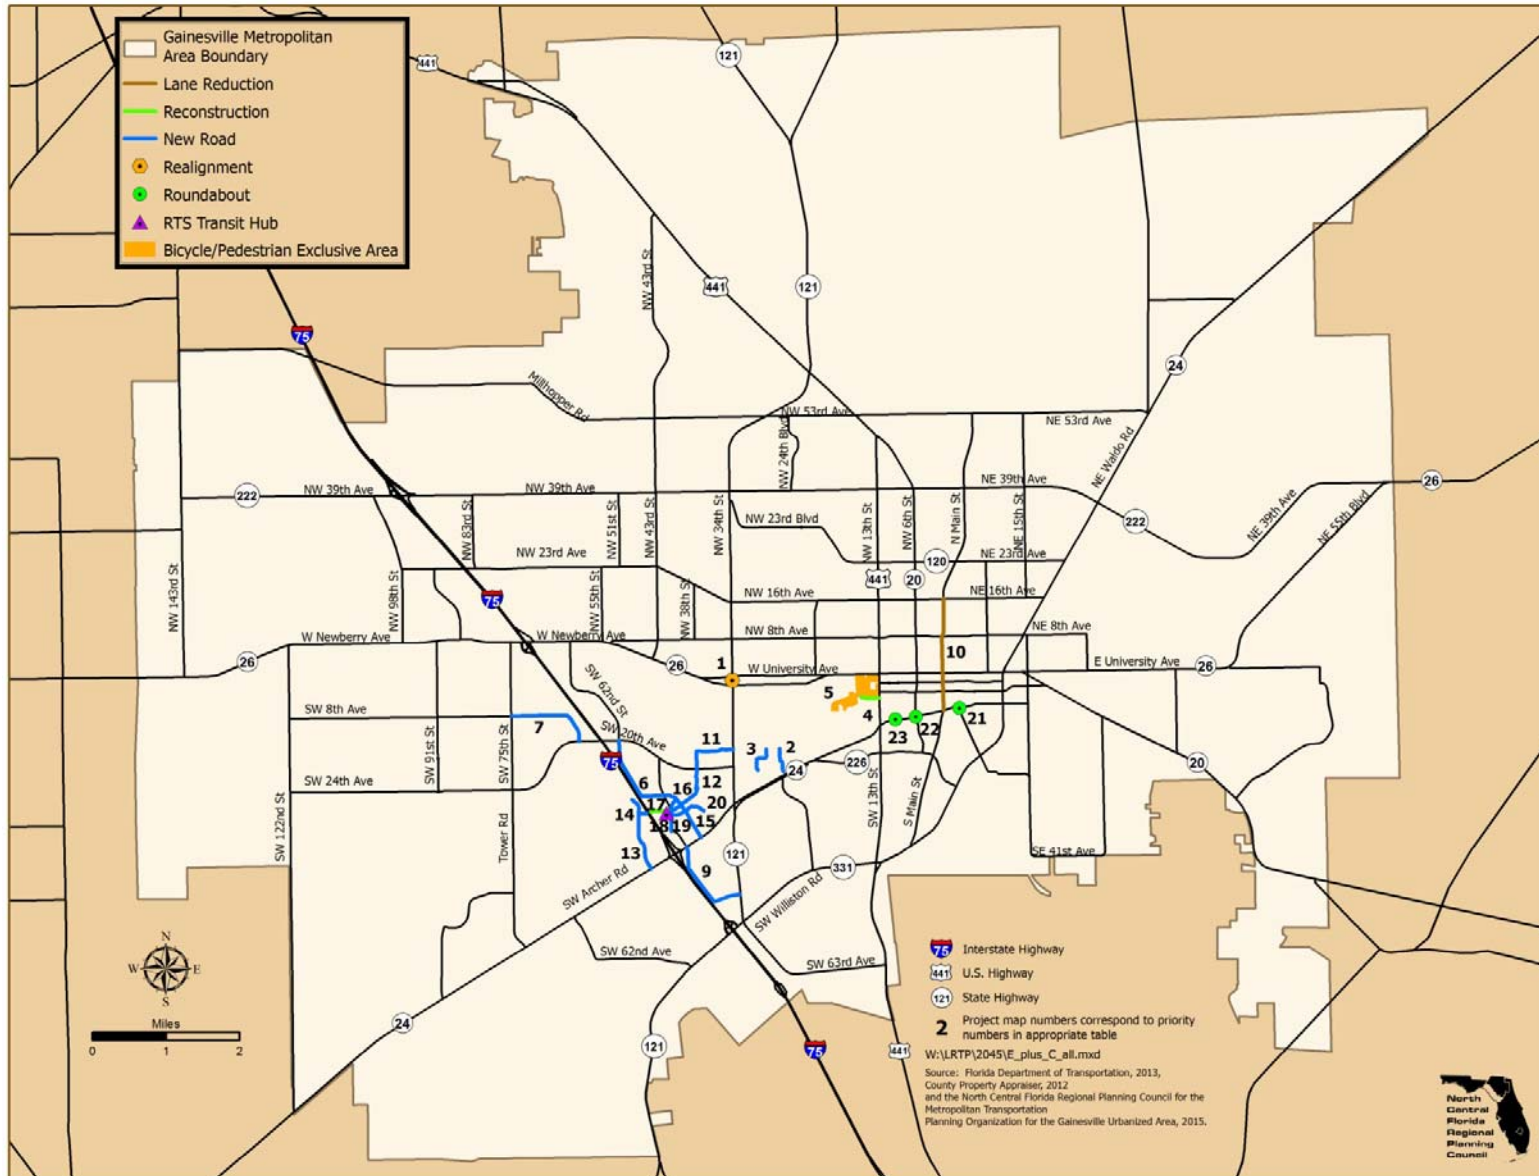 Gainesville Metropolitan
Area Boundary
Lane Reduction
Reconstruction
New Road
Realignment
Roundabout
RTS Transit Hub
Bicycle/Pedestrian Exclusive Area
441
121
NW 43rd St
441
121
75
24
Millhopper Rd
NW 53rd Ave
NE 53rd Ave
NW 24th Blvd
NE Waldo Rd
222
NW 39th Ave
NW 39th Ave
NE 39th Ave
26
NW 83rd St
NW 51st St
NW 43rd St
NW 34th St
NW 23rd Blvd
NW 13th St
NW 6th St
N Main St
NE 15th St
222
NE 39th Ave
NE 55th Blvd
NW 143rd St
NW 23rd Ave
120
NE 23rd Ave
NW 98th St
75
NW 55th St
NW 38th St
441
20
NW 16th Ave
NE 16th Ave
W Newberry Ave
W Newberry Ave
NW 8th Ave
NE 8th Ave
10
26
26
1
W University Ave
E University Ave
26
SW 62nd St
5
4
SW 8th Ave
7
SW 20th Ave
23
22
21
SW 91st St
SW 75th St
75
11
3
2
24
226
20
SW 24th Ave
6
16
12
17
20
14
18
19
15
SW 13th St
S Main St
SW 122nd St
Tower Rd
13
9
121
SW Archer Rd
331
SE 41st Ave
SW Williston Rd
SW 62nd Ave
SW 63rd Ave
N
W
E
S
Miles
0
1
2
24
121
75
441
75
Interstate Highway
441
U.S. Highway
121
State Highway
2
Project map numbers correspond to priority
numbers in appropriate table
W:\LRTP\2045\E_plus_C_all.mxd
Source: Florida Department of Transportation, 2013,
County Property Appraiser, 2012
and the North Central Florida Regional Planning Council for the
Metropolitan Transportation
Planning Organization for the Gainesville Urbanized Area, 2015.
North
Central
Florida
Regional
Planning
Council